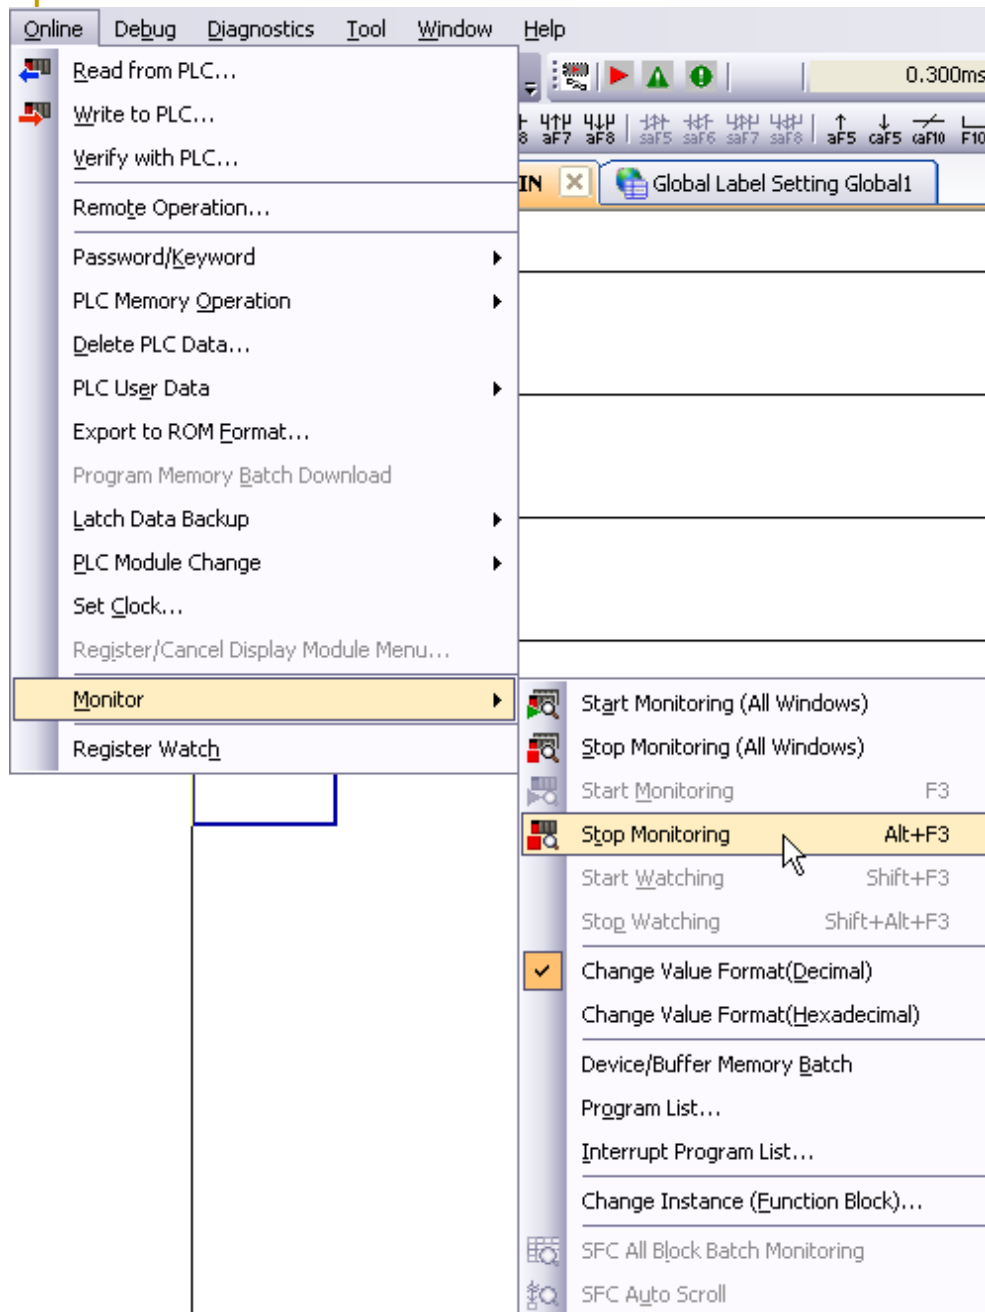 Online Debug Diagnostics Tool Window Help
Read from PLC...
0.300ms
Write to PLC...
8 aF7 aF8 saF5 saF6 saF7 saF8 aF5 caF5 caF10 F10
Verify with PLC...
IN Global Label Setting Global1
Remote Operation...
Password/Keyword
PLC Memory Operation
Delete PLC Data...
PLC User Data
Export to ROM Format...
Program Memory Batch Download
Latch Data Backup
PLC Module Change
Set Clock...
Register/Cancel Display Module Menu...
Monitor
Register Watch
Start Monitoring (All Windows)
Stop Monitoring (All Windows)
Start Monitoring F3
Stop Monitoring Alt+F3
Start Watching Shift+F3
Stop Watching Shift+Alt+F3
Change Value Format(Decimal)
Change Value Format(Hexadecimal)
Device/Buffer Memory Batch
Program List...
Interrupt Program List...
Change Instance (Function Block)...
SFC All Block Batch Monitoring
SFC Auto Scroll